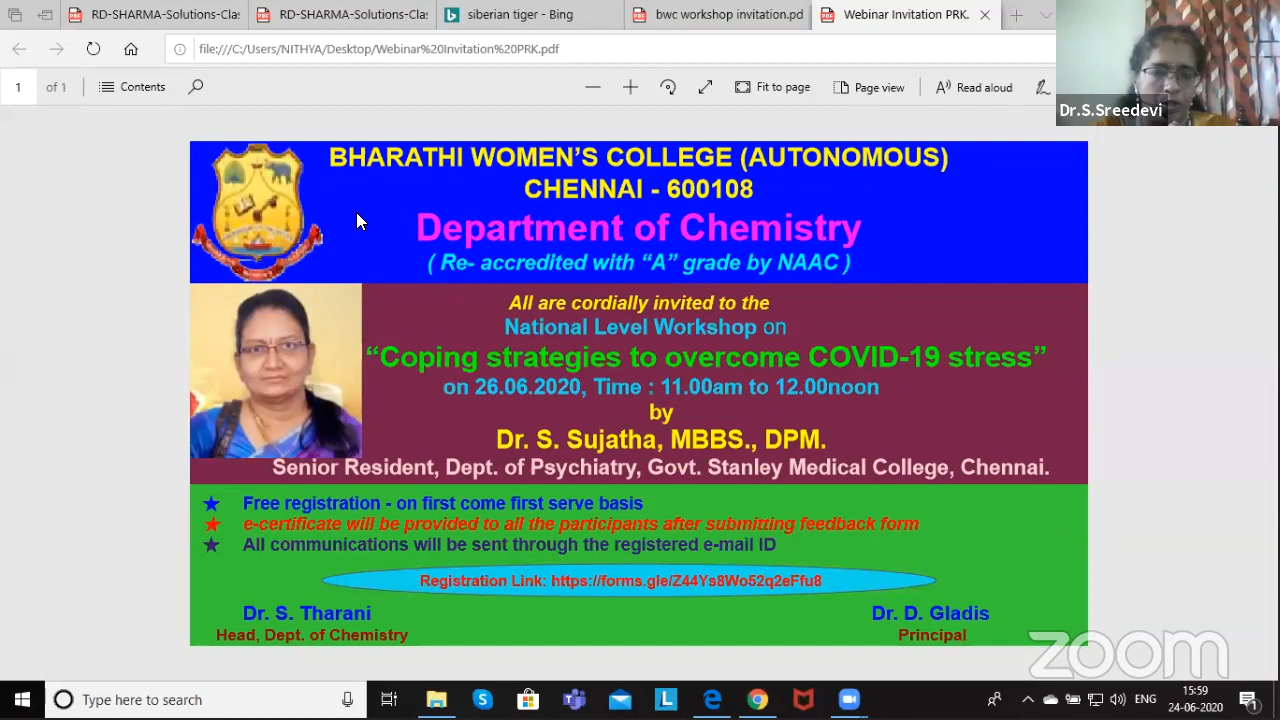 RD-SHARMA-Solutions-Clas
RD-SHARMA-Solutions-Clas
siberian tiger - Bing
bwc workshop invitation.pd
Webinar Invitation PRK.
file:///C:/Users/NITHYA/Desktop/Webinar%20Invitation%20PRK.pdf
1 of 1
Contents
Fit to page
Page view
Read aloud
Dr.S.Sreedevi
BHARATHI WOMEN'S COLLEGE (AUTONOMOUS)
CHENNAI - 600108
Department of Chemistry
( Re- accredited with “A” grade by NAAC )
All are cordially invited to the
National Level Workshop on
“Coping strategies to overcome COVID-19 stress”
on 26.06.2020, Time : 11.00am to 12.00noon
by
Dr. S. Sujatha, MBBS., DPM.
Senior Resident, Dept. of Psychiatry, Govt. Stanley Medical College, Chennai.
Free registration - on first come first serve basis
e-certificate will be provided to all the participants after submitting feedback form
All communications will be sent through the registered e-mail ID
Registration Link: https://forms.gle/Z44Ys8Wo52q2eFfu8
Dr. S. Tharani
Head, Dept. of Chemistry
Dr. D. Gladis
Principal
zoom
Type here to search
ENG
15:59
24-06-2020